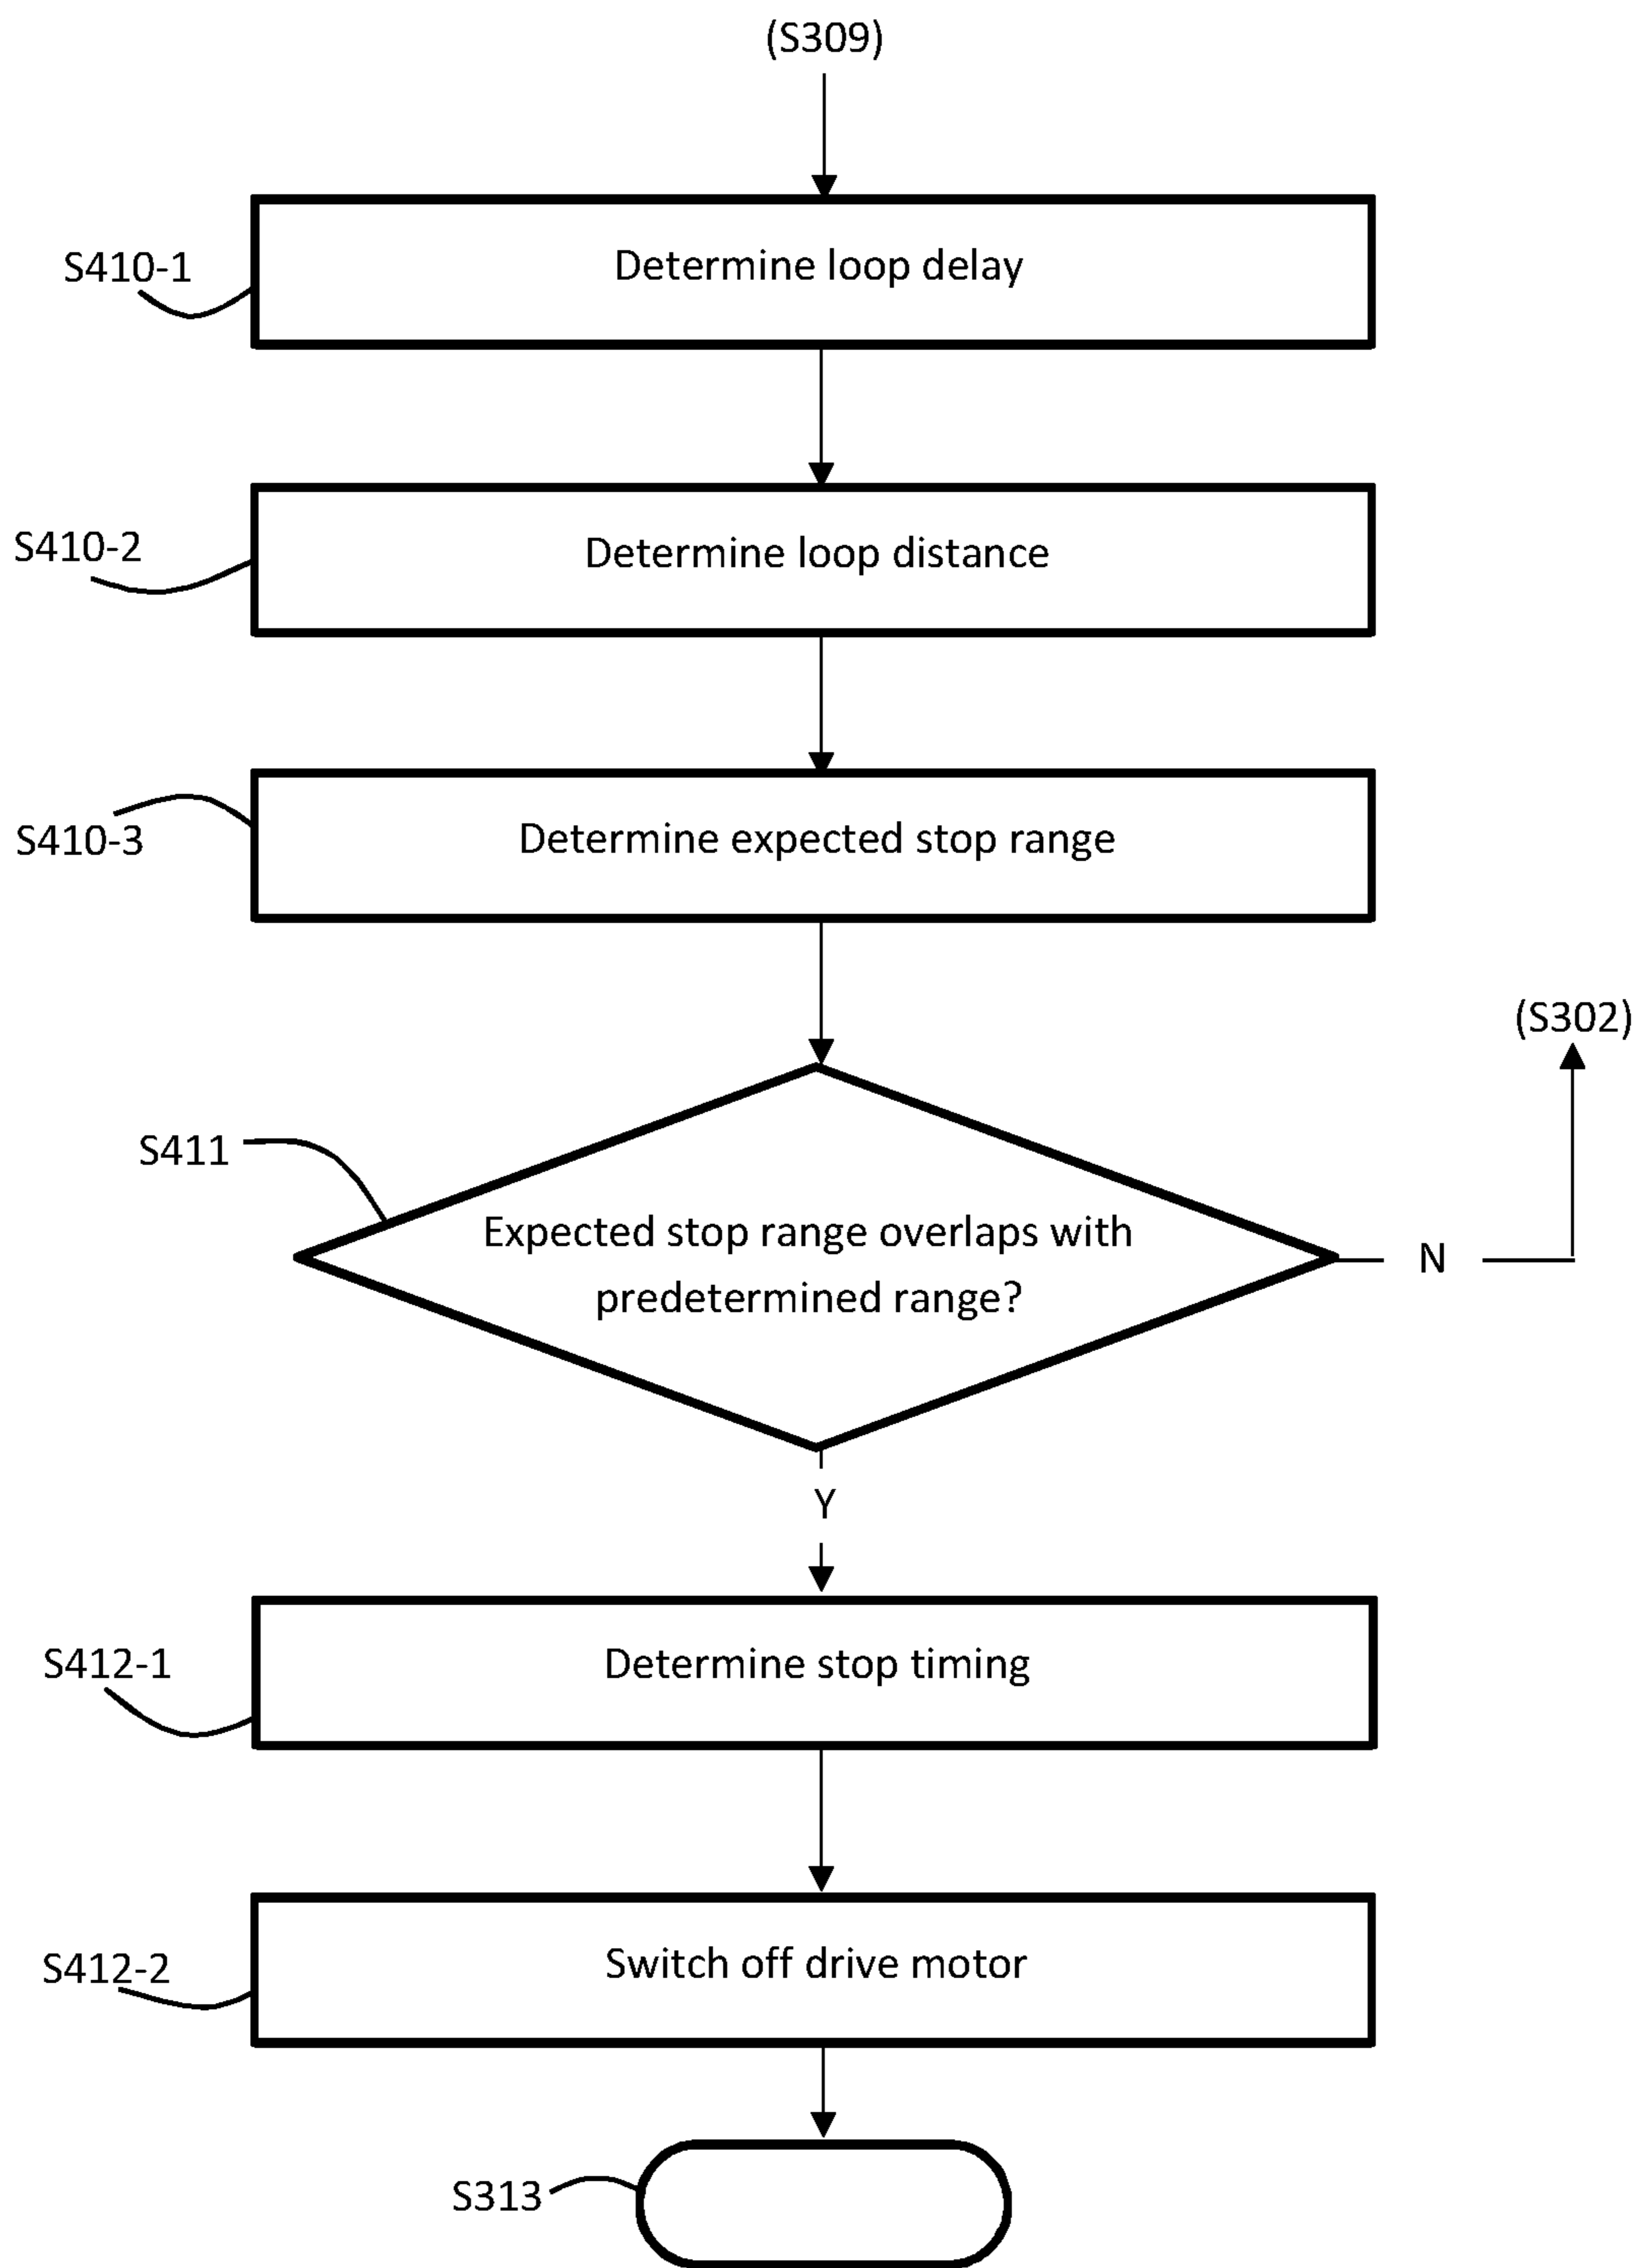 (S309)
S410-1
Determine loop delay
S410-2
Determine loop distance
S410-3
Determine expected stop range
(S302)
S411
Expected stop range overlaps with
predetermined range?
N
Y
S412-1
Determine stop timing
S412-2
Switch off drive motor
S313